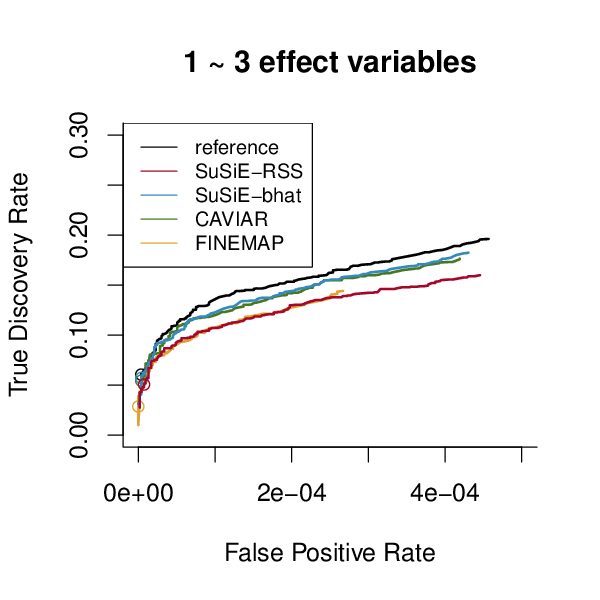 1 ~ 3 effect variables
True Discovery Rate
0.30
0.20
0.10
0.00
reference
SuSiE−RSS
SuSiE−bhat
CAVIAR
FINEMAP
0e+00 2e−04 4e−04
False Positive Rate